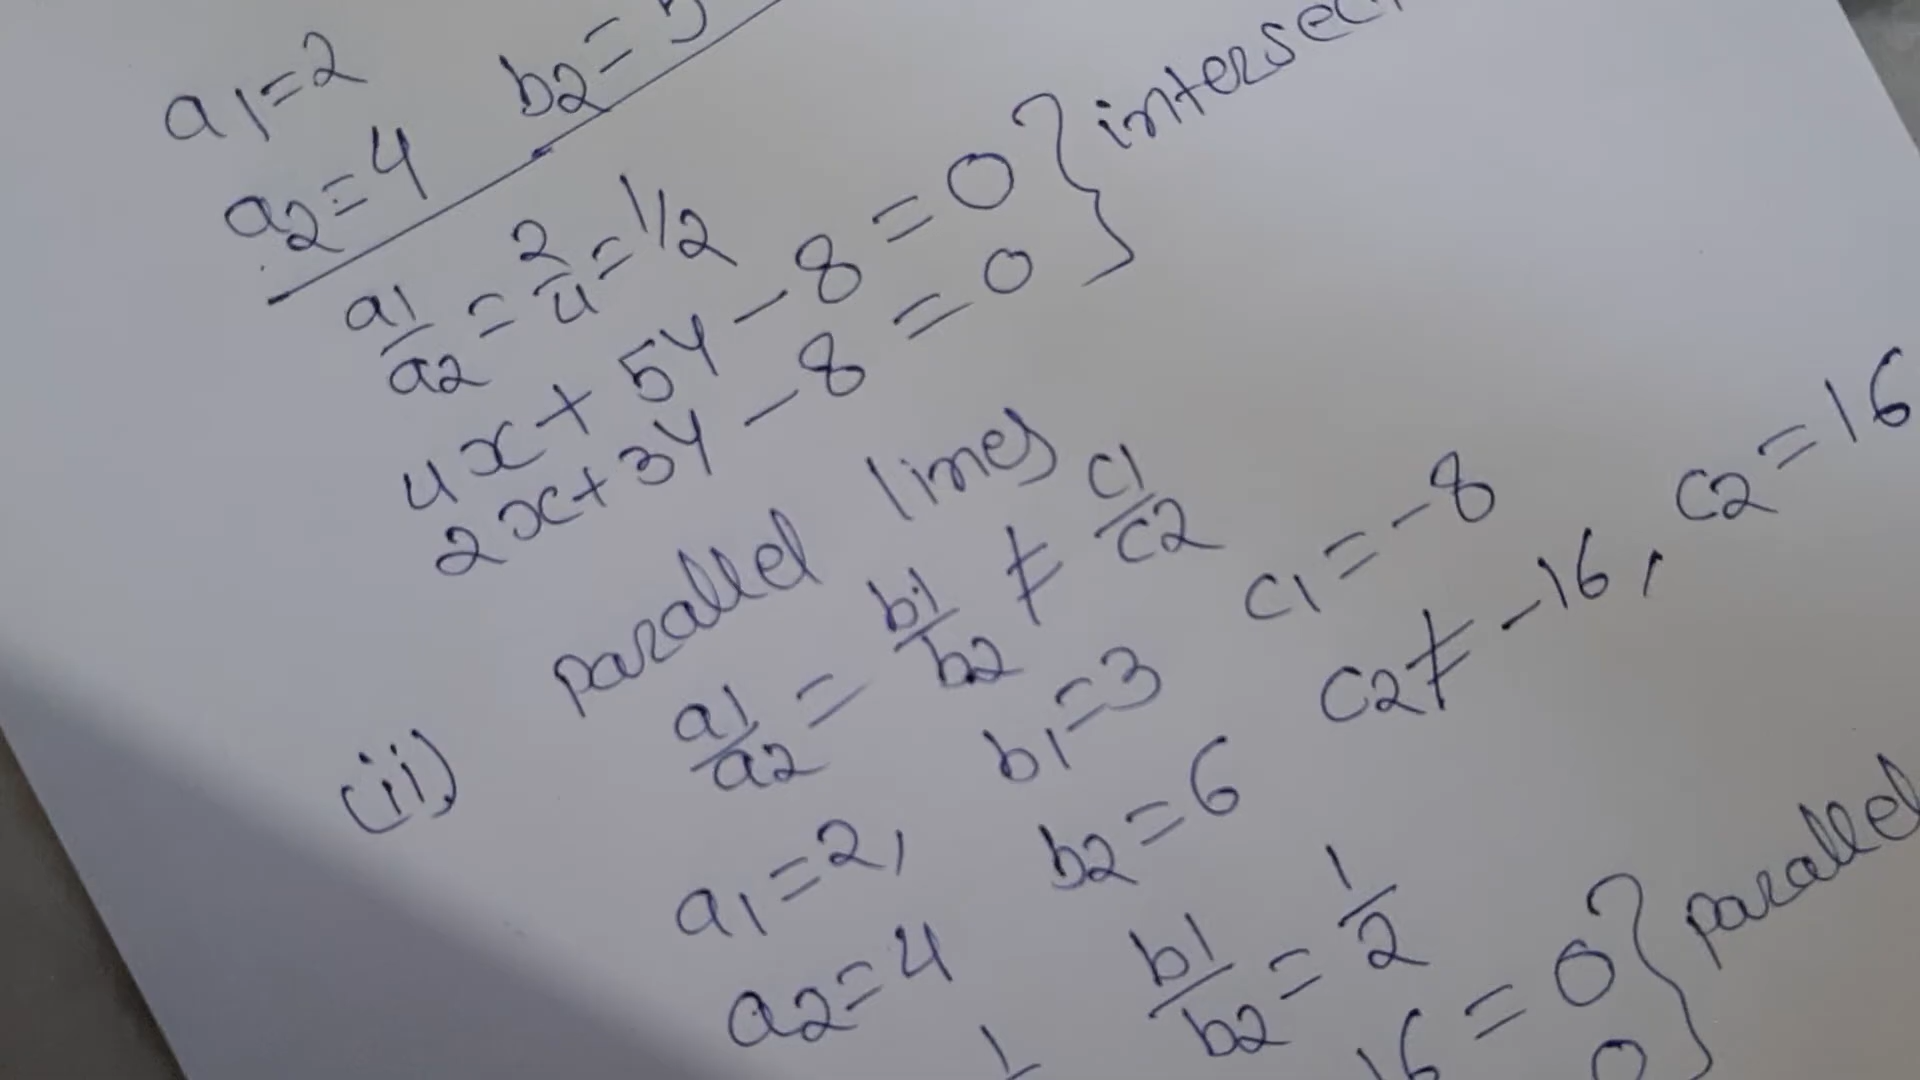 a1=2 b2=5
a2=4
a1/a2 = 2/4 = 1/2
4x + 5y - 8 = 0 } intersec
2x + 3y - 8 = 0
(ii) parallel lines
a1/a2 = b1/b2 ≠ c1/c2
a1=2, b1=3 c1=-8
a2=4 b2=6 c2≠-16, c2=16
b1/b2 = 1/2
16 = 0 } parallel
0